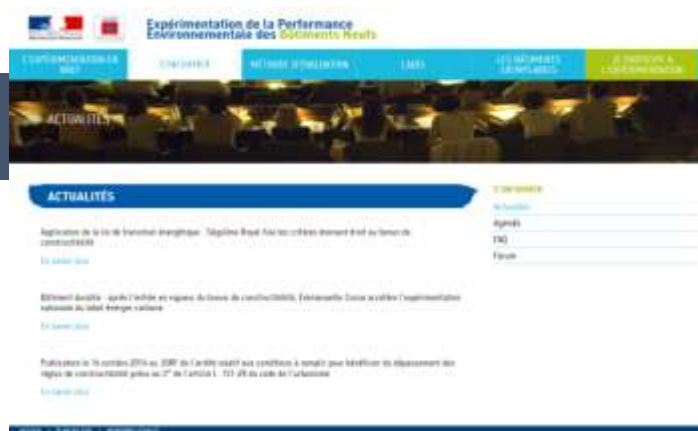 Expérimentation de la Performance
Environnementale des Bâtiments Neufs
L'EXPÉRIMENTATION EN
BREF
S'INFORMER
MÉTHODE D'ÉVALUATION
LABEL
LES BÂTIMENTS
EXEMPLAIRES
JE PARTICIPE À
L'EXPÉRIMENTATION
ACTUALITÉS
ACTUALITÉS
Application de la loi de transition énergétique : Ségolène Royal fixe les critères donnant droit au bonus de
constructibilité
En savoir plus
Bâtiment durable : après l'entrée en vigueur du bonus de constructibilité, Emmanuelle Cosse accélère l'expérimentation
nationale du label énergie carbone
En savoir plus
Publication le 14 octobre 2016 au JORF de l'arrêté relatif aux conditions à remplir pour bénéficier du dépassement des
règles de constructibilité prévu au 3° de l'article L. 151-28 du code de l'urbanisme
En savoir plus
S'INFORMER
Actualités
Agenda
FAQ
Forum